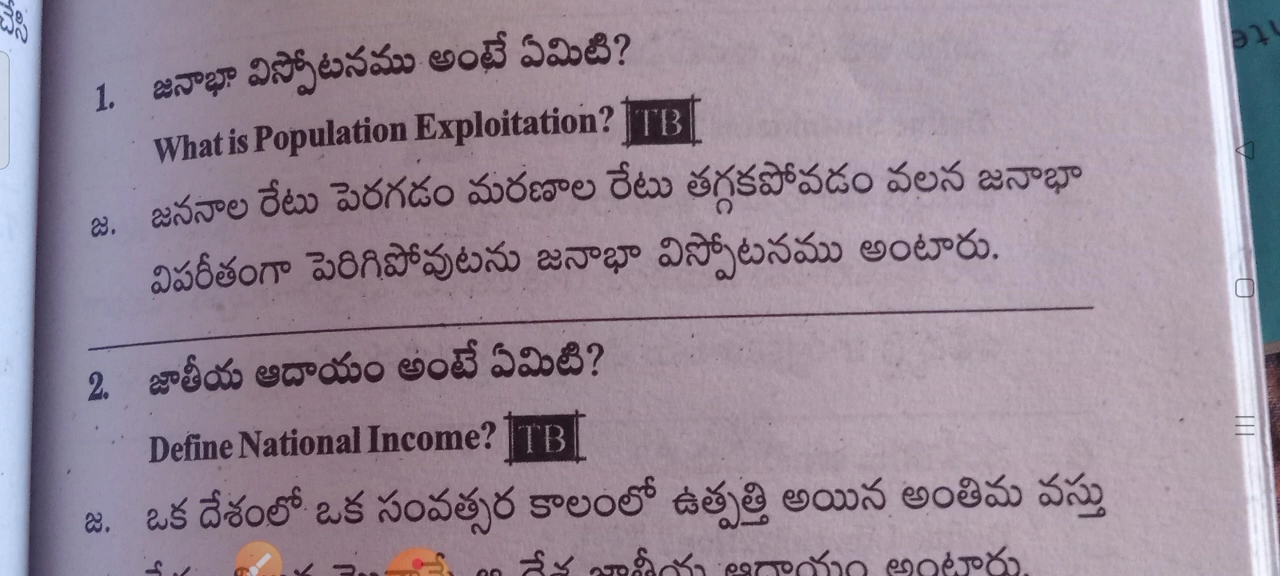 చేసి
1. జనాభా విస్ఫోటనము అంటే ఏమిటి?
What is Population Exploitation? TB
జ. జననాల రేటు పెరగడం మరణాల రేటు తగ్గకపోవడం వలన జనాభా
విపరీతంగా పెరిగిపోవుటను జనాభా విస్ఫోటనము అంటారు.
2. జాతీయ ఆదాయం అంటే ఏమిటి?
Define National Income? TB
జ. ఒక దేశంలో ఒక సంవత్సర కాలంలో ఉత్పత్తి అయిన అంతిమ వస్తు
ఆ దేశ జాతీయ ఆదాయం అంటారు.